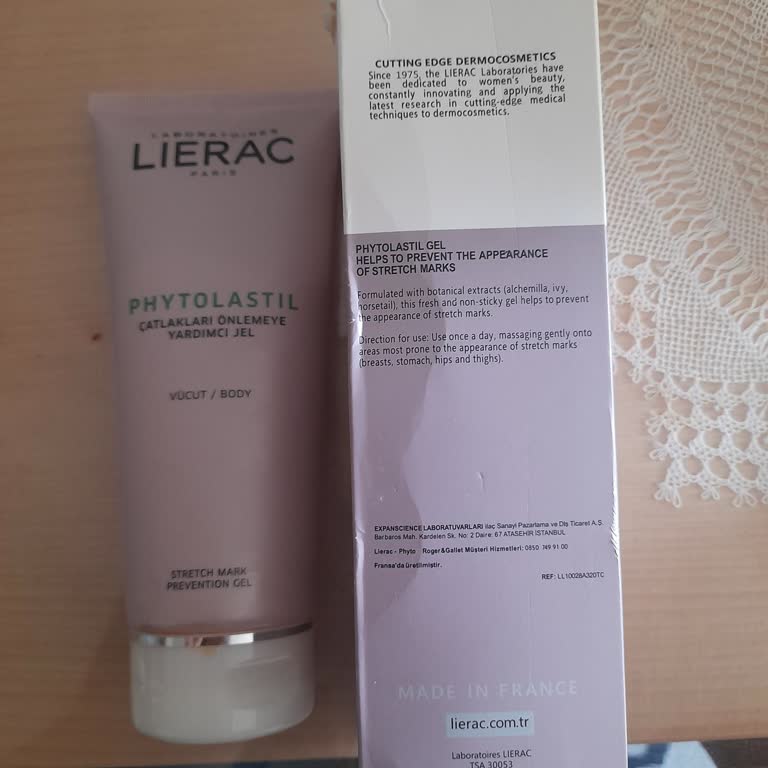 LABORATOIRES
LIERAC
PARIS
PHYTOLASTIL
ÇATLAKLARI ÖNLEMEYE
YARDIMCI JEL
VÜCUT / BODY
STRETCH MARK
PREVENTION GEL
CUTTING EDGE DERMOCOSMETICS
Since 1975, the LIERAC Laboratories have
been dedicated to women's beauty,
constantly innovating and applying the
latest research in cutting-edge medical
techniques to dermocosmetics.
PHYTOLASTIL GEL
HELPS TO PREVENT THE APPEARANCE
OF STRETCH MARKS
Formulated with botanical extracts (alchemilla, ivy,
horsetail), this fresh and non-sticky gel helps to prevent
the appearance of stretch marks.
Direction for use: Use once a day, massaging gently onto
areas most prone to the appearance of stretch marks
(breasts, stomach, hips and thighs).
EXPANSCIENCE LABORATUVARLARI ilaç Sanayi Pazarlama ve Dış Ticaret A.Ş.
Barbaros Mah. Kardelen Sk. No: 2 Daire: 67 ATASEHİR İSTANBUL
Lierac - Phyto Roger&Gallet Müşteri Hizmetleri: 0850 749 91 00
Fransa'da üretilmiştir.
REF: LL10028A320TC
MADE IN FRANCE
lierac.com.tr
Laboratoires LIERAC
TSA 30053